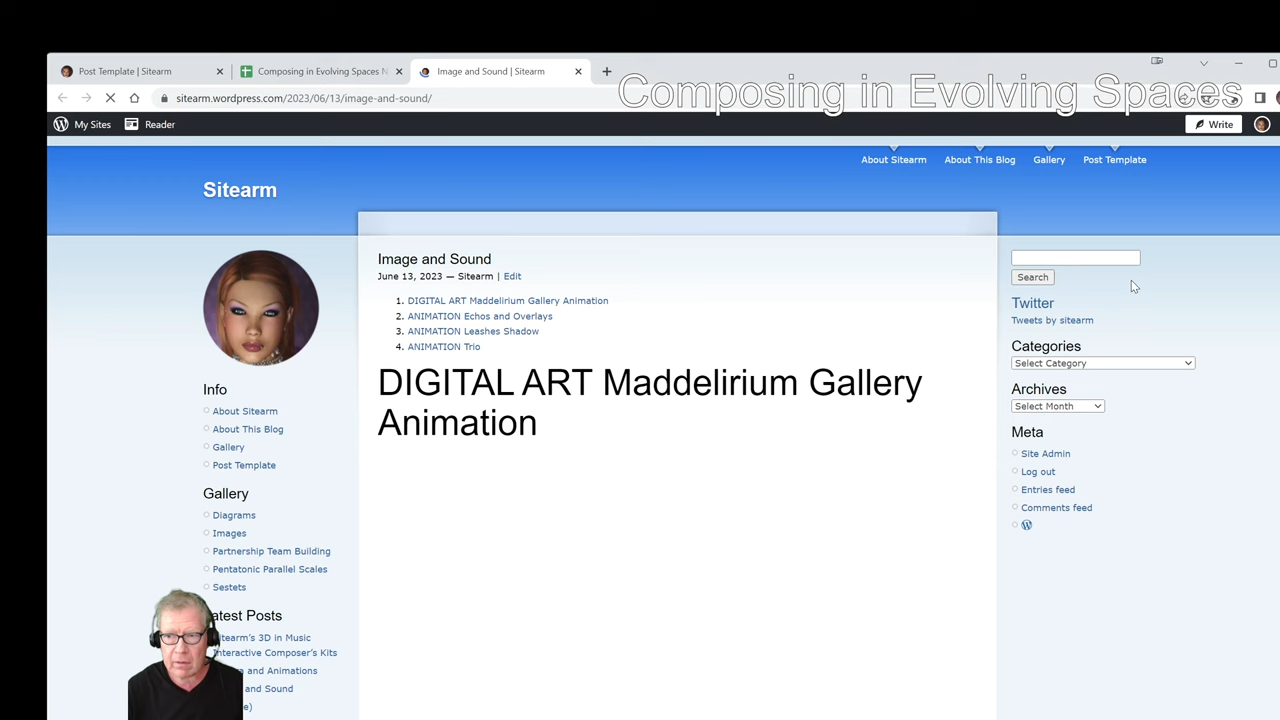 Post Template | Sitearm
Composing in Evolving Spaces N
Image and Sound | Sitearm
Composing in Evolving Spaces
sitearm.wordpress.com/2023/06/13/image-and-sound/
My Sites
Reader
Write
About Sitearm
About This Blog
Gallery
Post Template
Sitearm
Image and Sound
June 13, 2023 — Sitearm | Edit
1. DIGITAL ART Maddelirium Gallery Animation
2. ANIMATION Echos and Overlays
3. ANIMATION Leashes Shadow
4. ANIMATION Trio
DIGITAL ART Maddelirium Gallery
Animation
Info
About Sitearm
About This Blog
Gallery
Post Template
Gallery
Diagrams
Images
Partnership Team Building
Pentatonic Parallel Scales
Sestets
atest Posts
itearm's 3D in Music
nteractive Composer's Kits
and Animations
and Sound
Search
Twitter
Tweets by sitearm
Categories
Select Category
Archives
Select Month
Meta
Site Admin
Log out
Entries feed
Comments feed